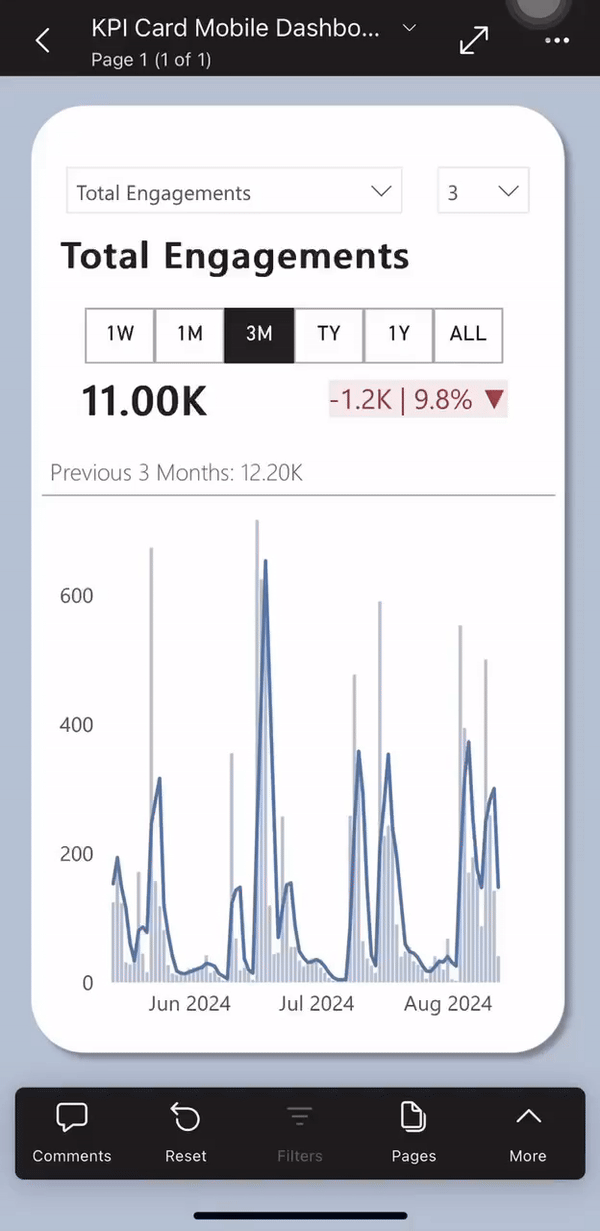 KPI Card Mobile Dashbo...
Page 1 (1 of 1)
Total Engagements
3
Total Engagements
1W 1M 3M TY 1Y ALL
11.00K -1.2K | 9.8% ▼
Previous 3 Months: 12.20K
600
400
200
0
Jun 2024 Jul 2024 Aug 2024
Comments Reset Filters Pages More